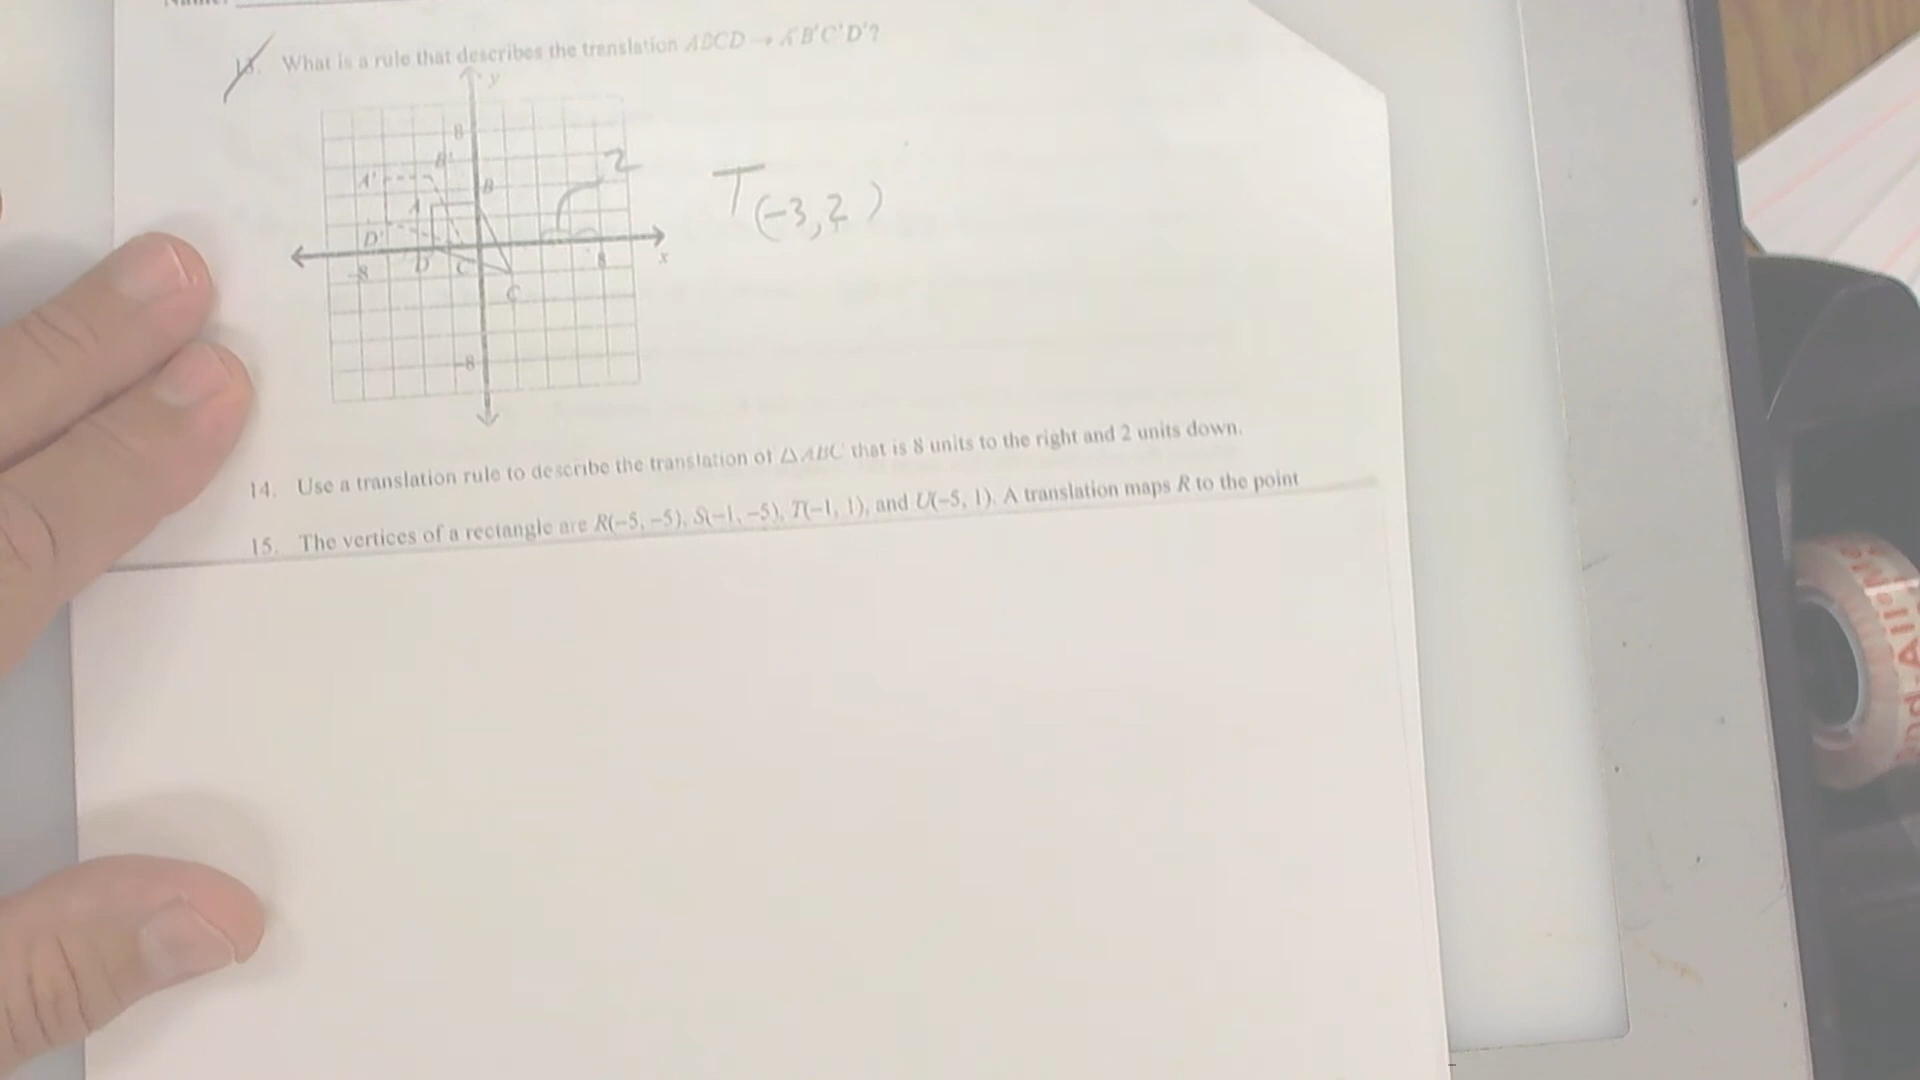 13. What is a rule that describes the translation ABCD → A'B'C'D'?
y
8
B'
2
A'
B
A
T(-3,2)
D'
x
-8
D
C'
8
C
-8
14. Use a translation rule to describe the translation of △ABC that is 8 units to the right and 2 units down.
15. The vertices of a rectangle are R(−5, −5), S(−1, −5), T(−1, 1), and U(−5, 1). A translation maps R to the point